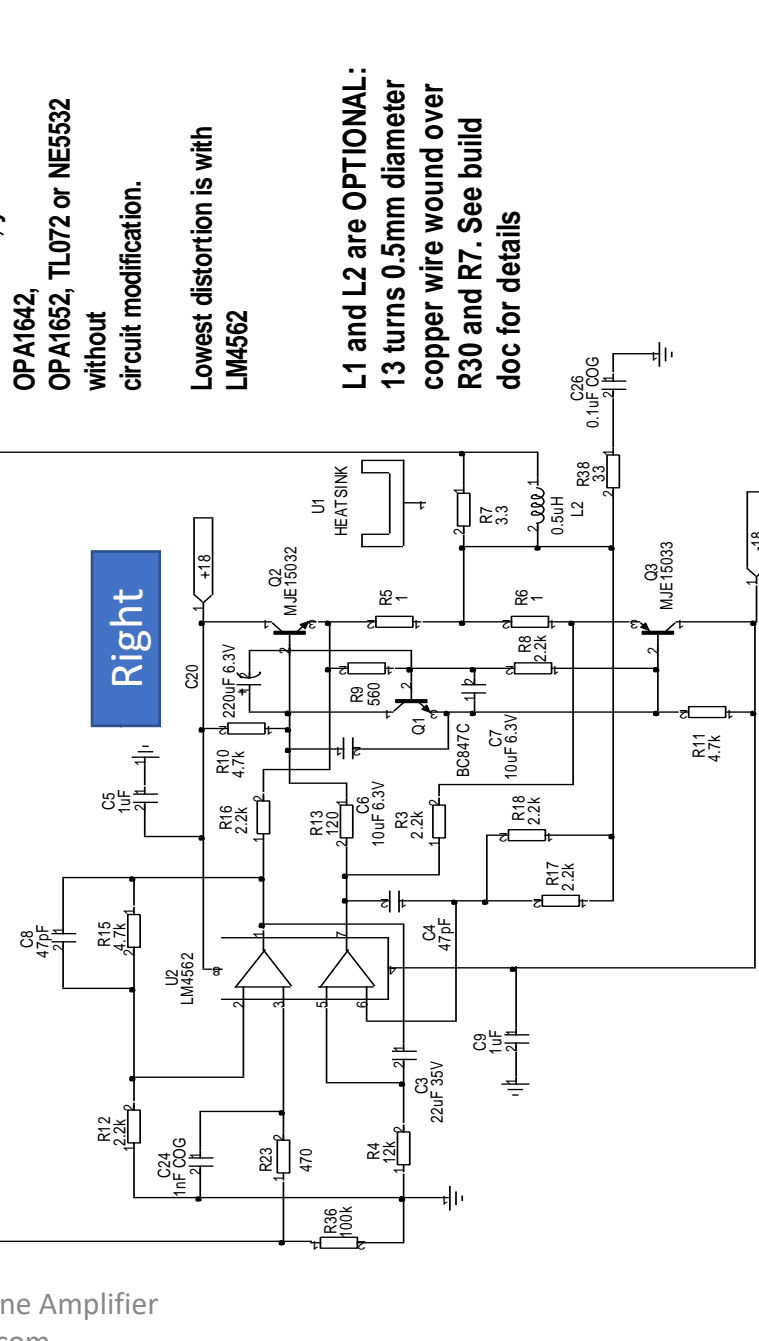 OPA1642,
OPA1652, TL072 or NE5532
without
circuit modification.
Lowest distortion is with
LM4562
L1 and L2 are OPTIONAL:
13 turns 0.5mm diameter
copper wire wound over
R30 and R7. See build
doc for details
Right
+18
-18
C5
1uF
C20
220uF 6.3V
Q2
MJE15032
U1
HEATSINK
R7
3.3
0.5uH
L2
R38
33
C26
0.1uF COG
R5
1
R6
1
Q3
MJE15033
R10
4.7k
R9
560
Q1
BC847C
R8
2.2k
C7
10uF 6.3V
R11
4.7k
R16
2.2k
R13
120
C6
10uF 6.3V
R3
2.2k
R18
2.2k
R17
2.2k
C8
47pF
R15
4.7k
U2
LM4562
C4
47pF
C9
1uF
C3
22uF 35V
R12
2.2k
C24
1nF COG
R23
470
R4
12k
R36
100k
ne Amplifier
com